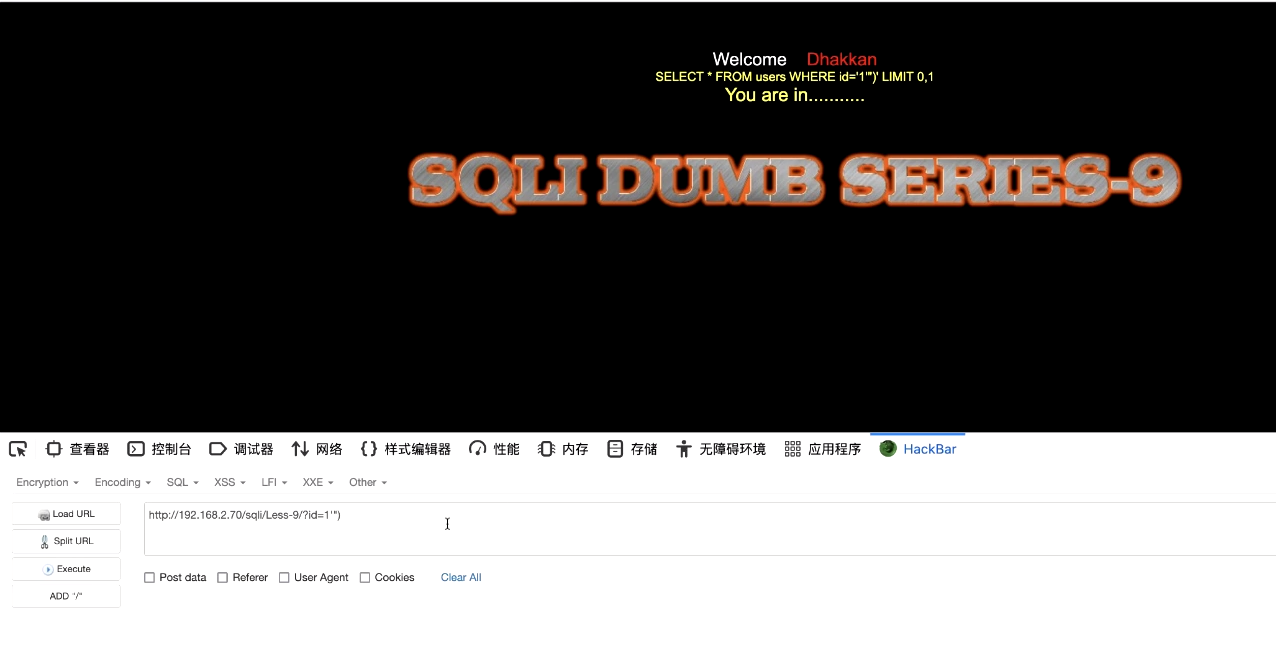 Welcome Dhakkan
SELECT * FROM users WHERE id='1'")' LIMIT 0,1
You are in...........
SQLI DUMB SERIES-9
查看器 控制台 调试器 网络 样式编辑器 性能 内存 存储 无障碍环境 应用程序 HackBar
Encryption Encoding SQL XSS LFI XXE Other
Load URL
http://192.168.2.70/sqli/Less-9/?id=1'")
Split URL
Execute
Post data Referer User Agent Cookies Clear All
ADD "/"